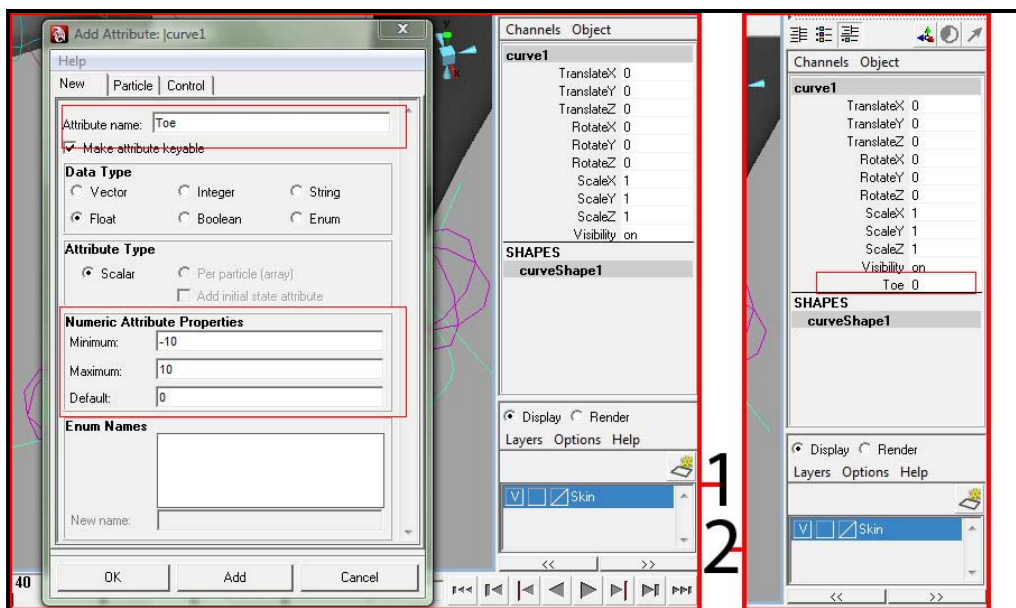 Add Attribute: |curve1
Help
New Particle Control
Attribute name: Toe
Make attribute keyable
Data Type
Vector Integer String
Float Boolean Enum
Attribute Type
Scalar Per particle (array)
Add initial state attribute
Numeric Attribute Properties
Minimum: -10
Maximum: 10
Default: 0
Enum Names
New name:
OK Add Cancel
40
Channels Object
curve1
TranslateX 0
TranslateY 0
TranslateZ 0
RotateX 0
RotateY 0
RotateZ 0
ScaleX 1
ScaleY 1
ScaleZ 1
Visibility on
SHAPES
curveShape1
Display Render
Layers Options Help
V Skin
<< >>
1
2
Channels Object
curve1
TranslateX 0
TranslateY 0
TranslateZ 0
RotateX 0
RotateY 0
RotateZ 0
ScaleX 1
ScaleY 1
ScaleZ 1
Visibility on
Toe 0
SHAPES
curveShape1
Display Render
Layers Options Help
V Skin
<< >>